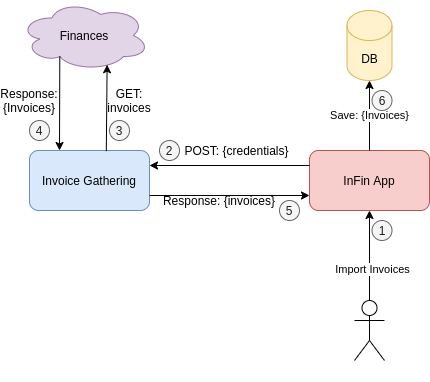 Finances
DB
Response:
{Invoices}
GET:
invoices
4
3
6
Save: {Invoices}
2
POST: {credentials}
Invoice Gathering
InFin App
Response: {invoices}
5
1
Import Invoices